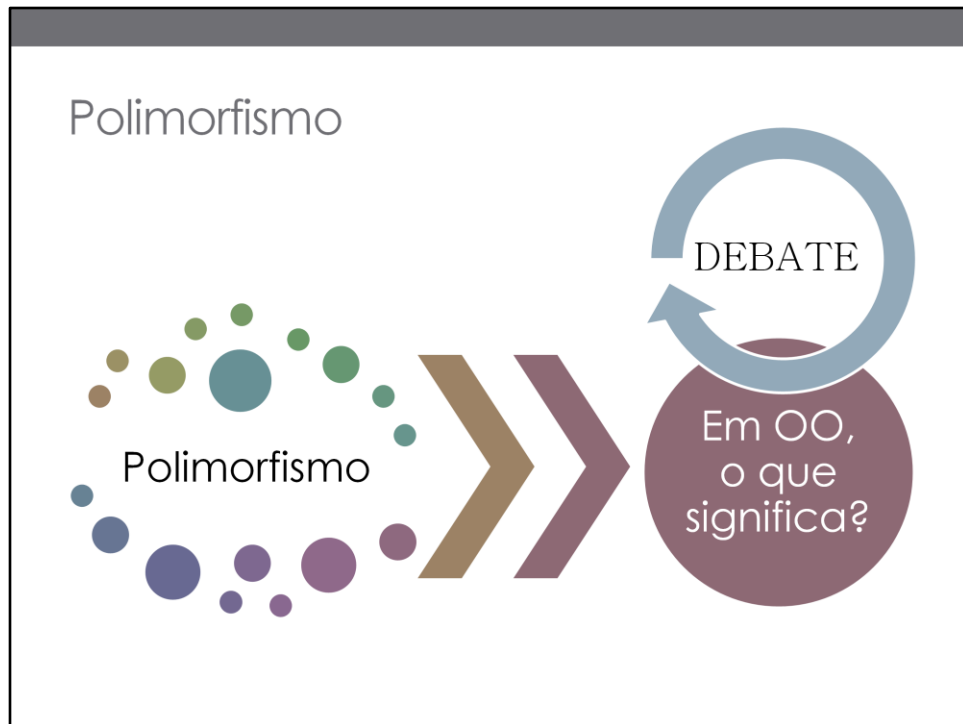 Polimorfismo
Polimorfismo
DEBATE
Em OO,
o que
significa?